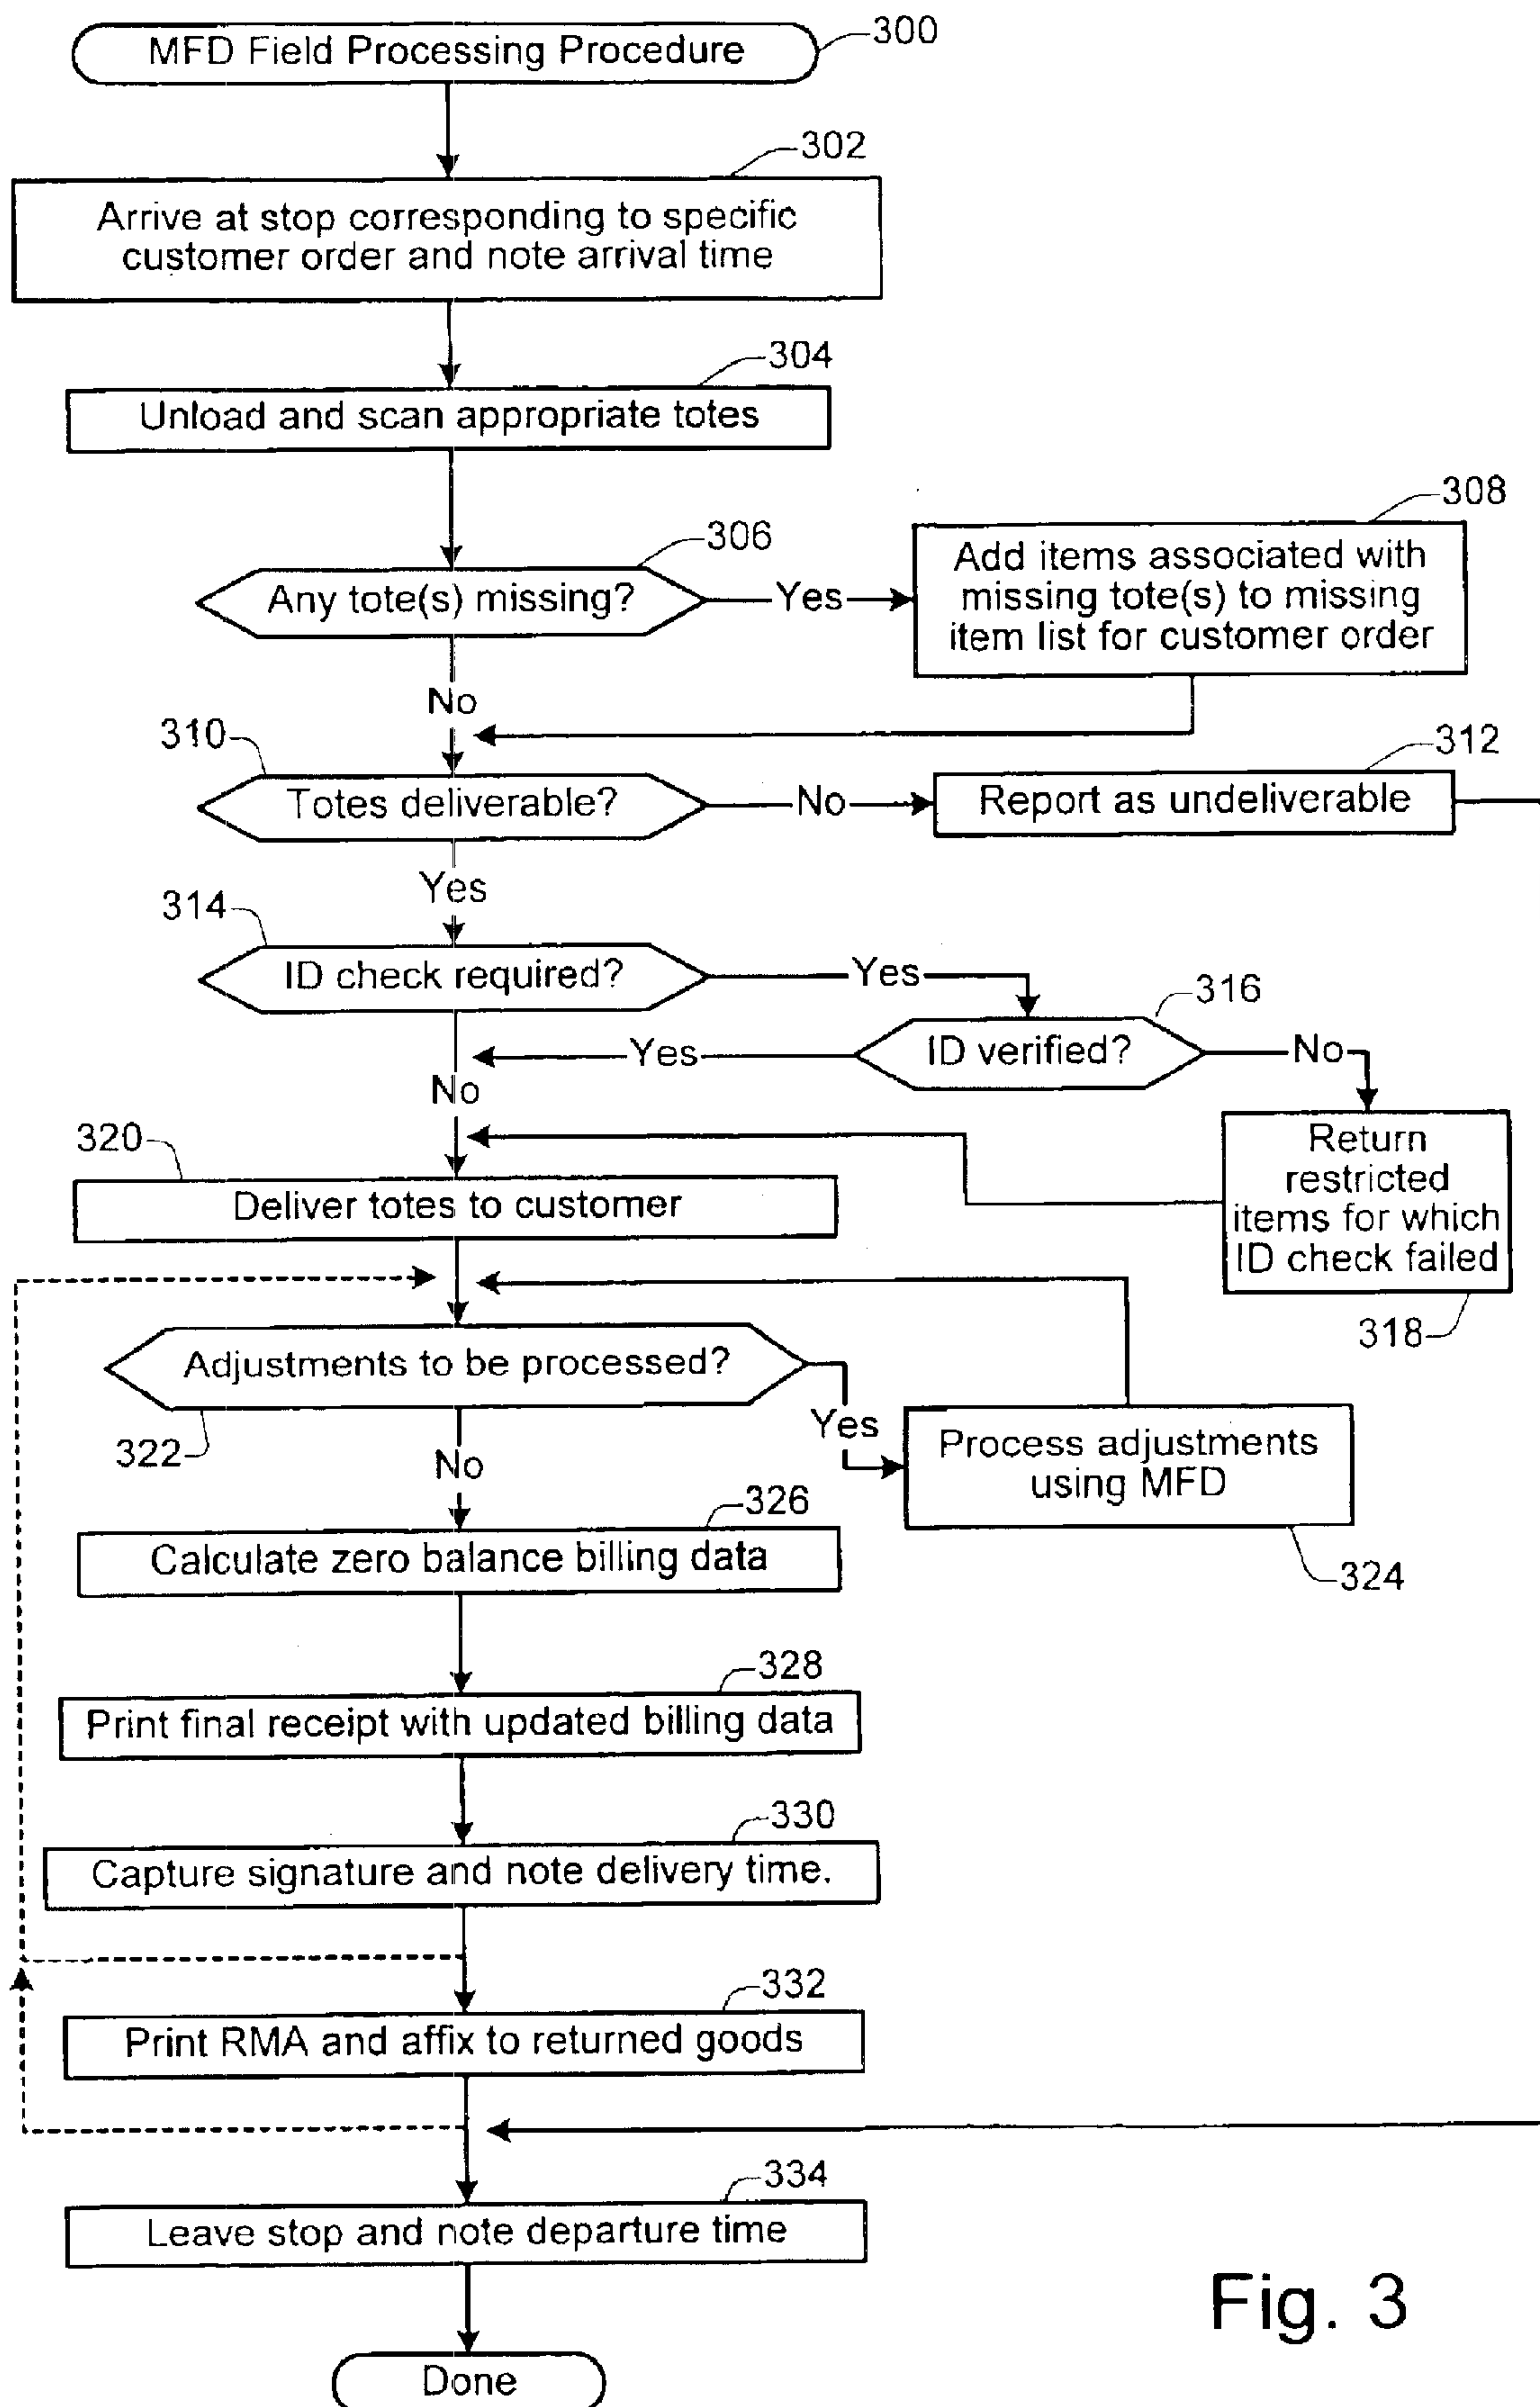 MFD Field Processing Procedure
300
302
Arrive at stop corresponding to specific
customer order and note arrival time
304
Unload and scan appropriate totes
306
Any tote(s) missing?
Yes
308
Add items associated with
missing tote(s) to missing
item list for customer order
No
310
Totes deliverable?
No
312
Report as undeliverable
Yes
314
ID check required?
Yes
316
ID verified?
Yes
No
No
Return
restricted
items for which
ID check failed
318
320
Deliver totes to customer
Adjustments to be processed?
322
Yes
Process adjustments
using MFD
324
No
326
Calculate zero balance billing data
328
Print final receipt with updated billing data
330
Capture signature and note delivery time.
332
Print RMA and affix to returned goods
334
Leave stop and note departure time
Done
Fig. 3